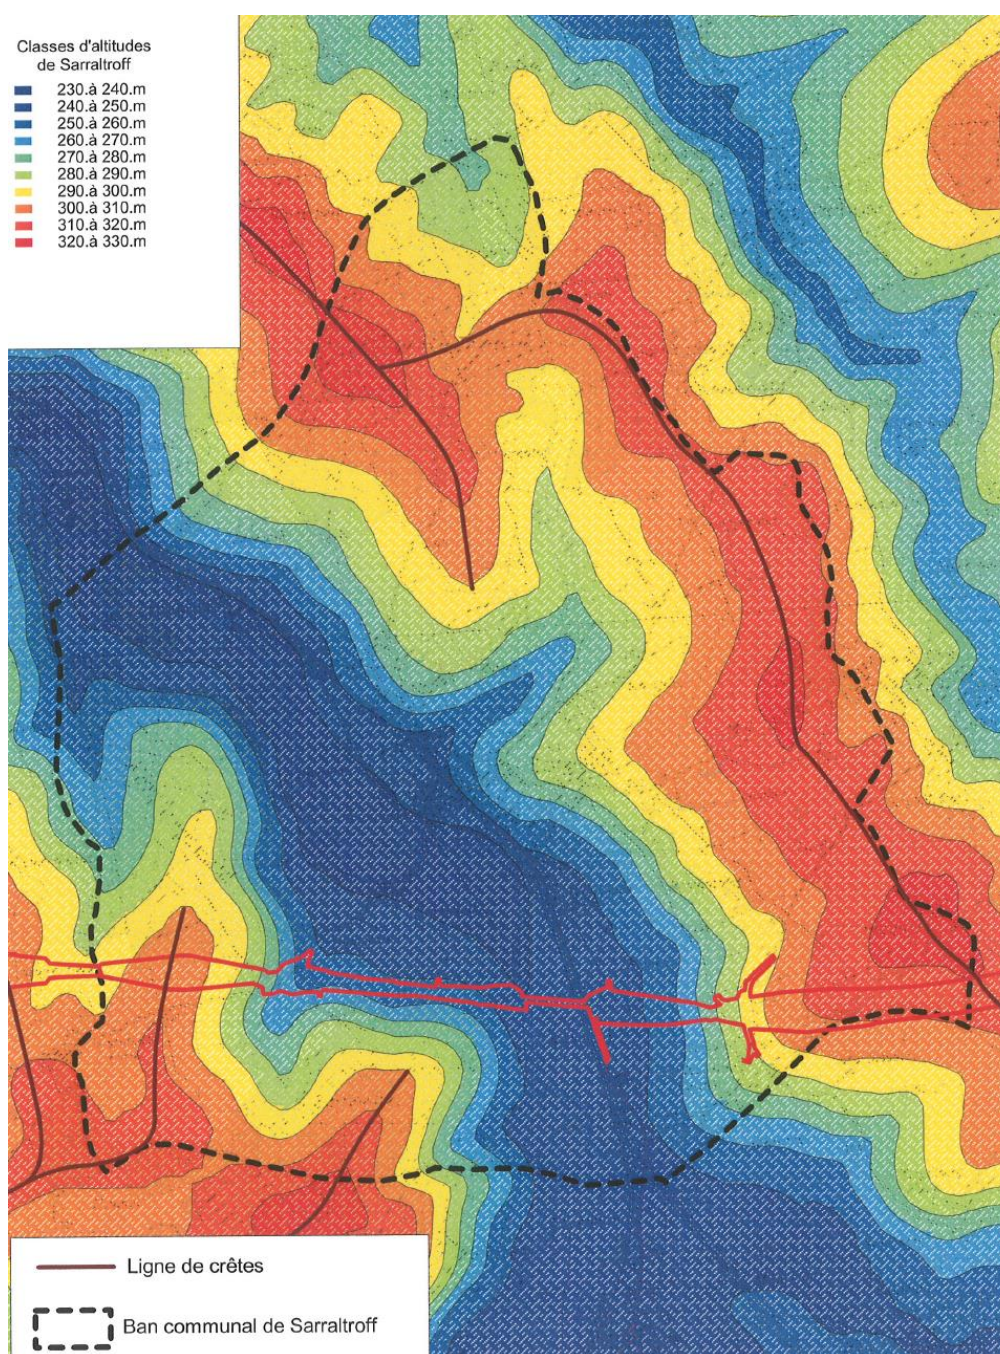 Classes d'altitudes
de Sarraltroff
230.à 240.m
240.à 250.m
250.à 260.m
260.à 270.m
270.à 280.m
280.à 290.m
290.à 300.m
300.à 310.m
310.à 320.m
320.à 330.m
Ligne de crêtes
Ban communal de Sarraltroff